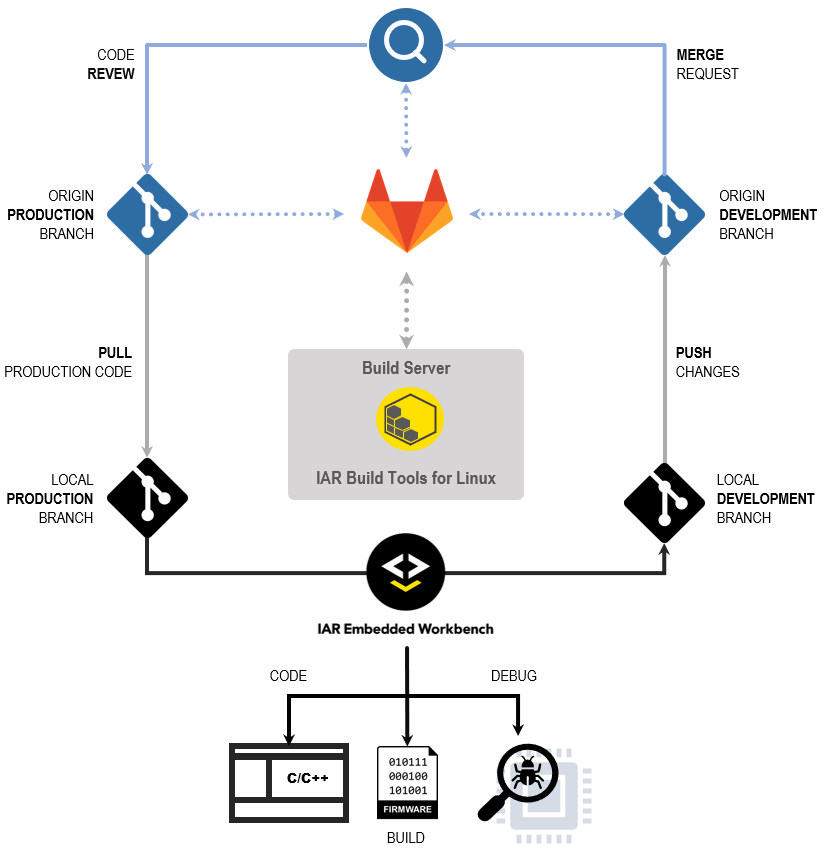 CODE
REVEW
MERGE
REQUEST
ORIGIN
PRODUCTION
BRANCH
ORIGIN
DEVELOPMENT
BRANCH
PULL
PRODUCTION CODE
PUSH
CHANGES
Build Server
IAR Build Tools for Linux
LOCAL
PRODUCTION
BRANCH
LOCAL
DEVELOPMENT
BRANCH
IAR Embedded Workbench
CODE
DEBUG
C/C++
010111
000100
101001
FIRMWARE
BUILD